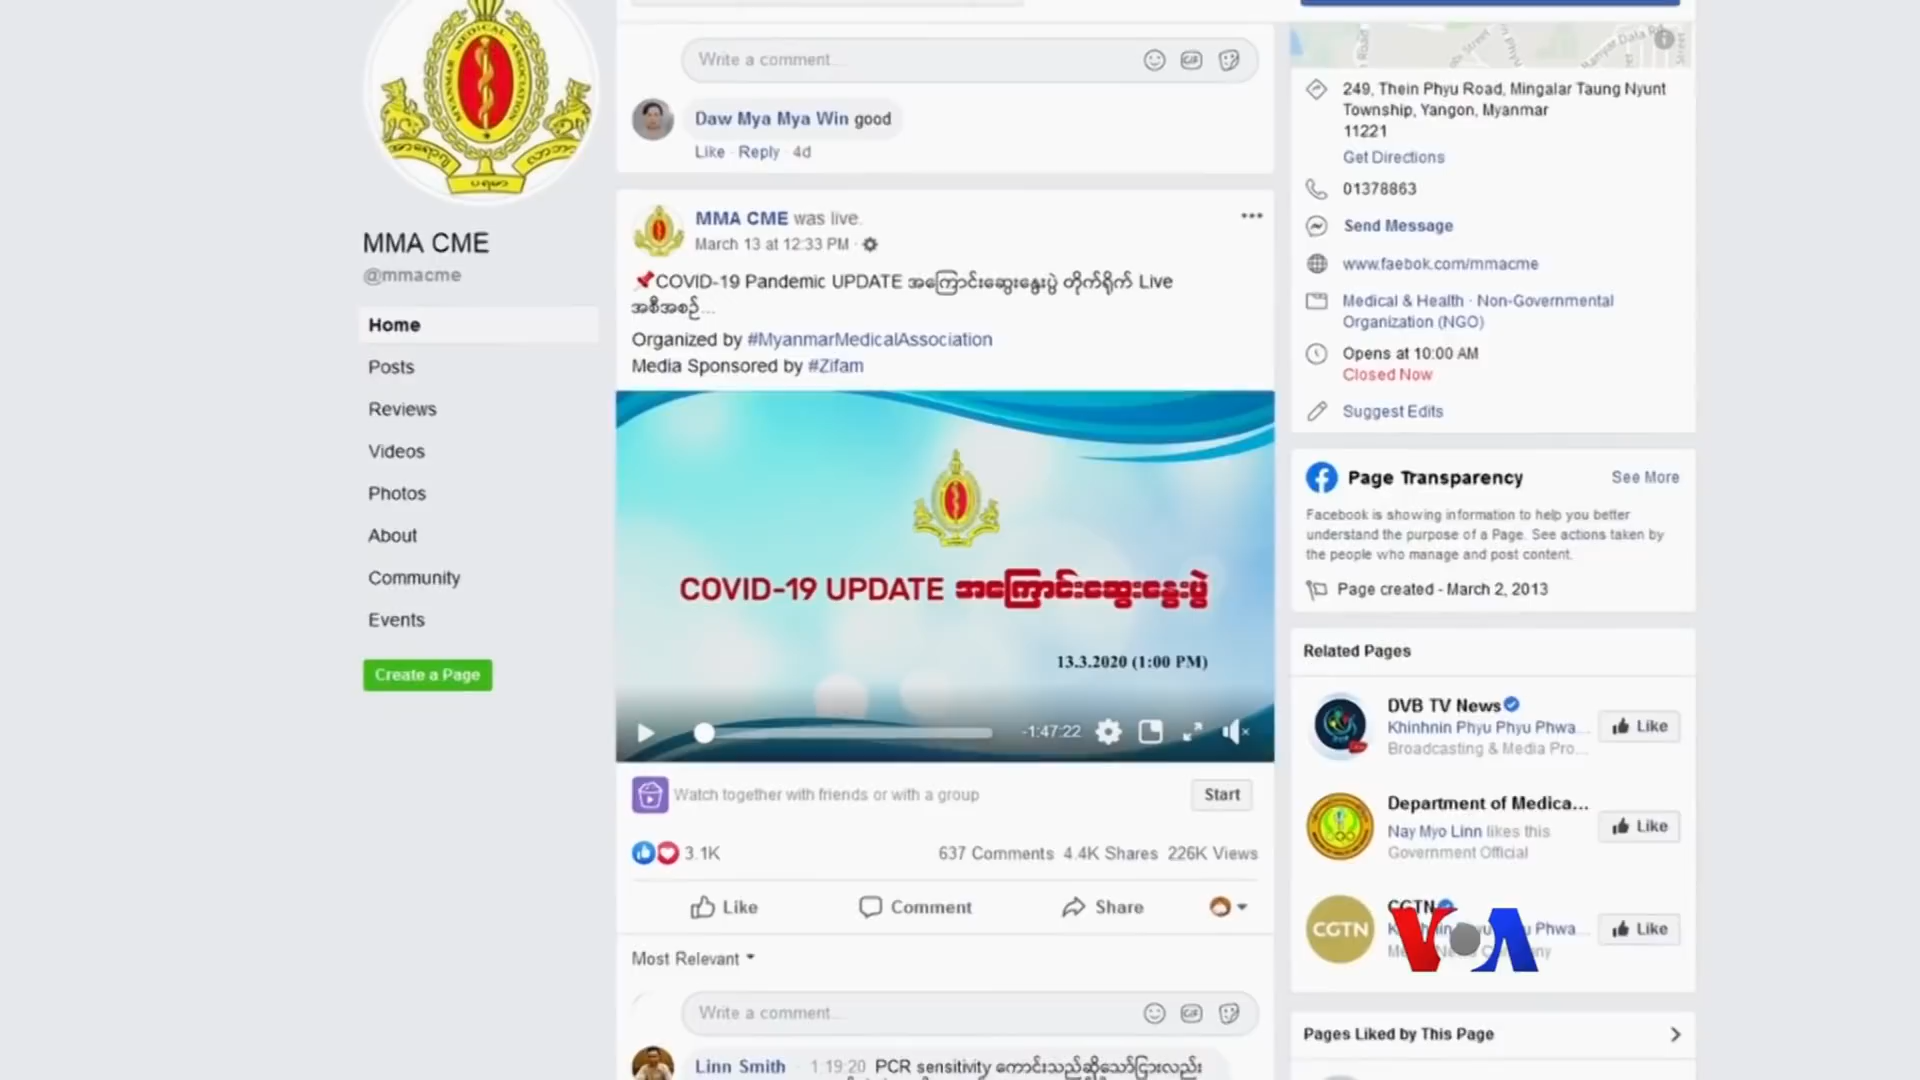 MYANMAR MEDICAL ASSOCIATION
MMA CME
@mmacme
Home
Posts
Reviews
Videos
Photos
About
Community
Events
Create a Page
Write a comment...
GIF
Daw Mya Mya Win good
Like · Reply · 4d
MMA CME was live.
March 13 at 12:33 PM ·
COVID-19 Pandemic UPDATE အကြောင်းဆွေးနွေးပွဲ တိုက်ရိုက် Live
အစီအစဉ်...
Organized by #MyanmarMedicalAssociation
Media Sponsored by #Zifam
COVID-19 UPDATE အကြောင်းဆွေးနွေးပွဲ
13.3.2020 (1:00 PM)
-1:47:22
Watch together with friends or with a group
Start
3.1K
637 Comments 4.4K Shares 226K Views
Like
Comment
Share
Most Relevant
Write a comment...
GIF
Linn Smith · 1:19:20 PCR sensitivity ကောင်းသည်ဆိုသော်ငြားလည်း
249, Thein Phyu Road, Mingalar Taung Nyunt
Township, Yangon, Myanmar
11221
Get Directions
01378863
Send Message
www.faebok.com/mmacme
Medical & Health · Non-Governmental
Organization (NGO)
Opens at 10:00 AM
Closed Now
Suggest Edits
Page Transparency
See More
Facebook is showing information to help you better
understand the purpose of a Page. See actions taken by
the people who manage and post content.
Page created - March 2, 2013
Related Pages
DVB TV News
Khinhnin Phyu Phyu Phwa...
Broadcasting & Media Pro...
Like
Department of Medica...
Nay Myo Linn likes this
Government Official
Like
CGTN
CGTN
Like
VOA
Pages Liked by This Page